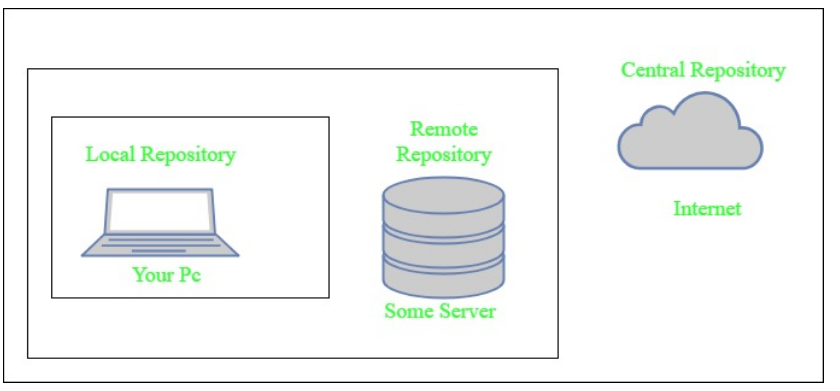 Central Repository
Internet
Local Repository
Your Pc
Remote
Repository
Some Server